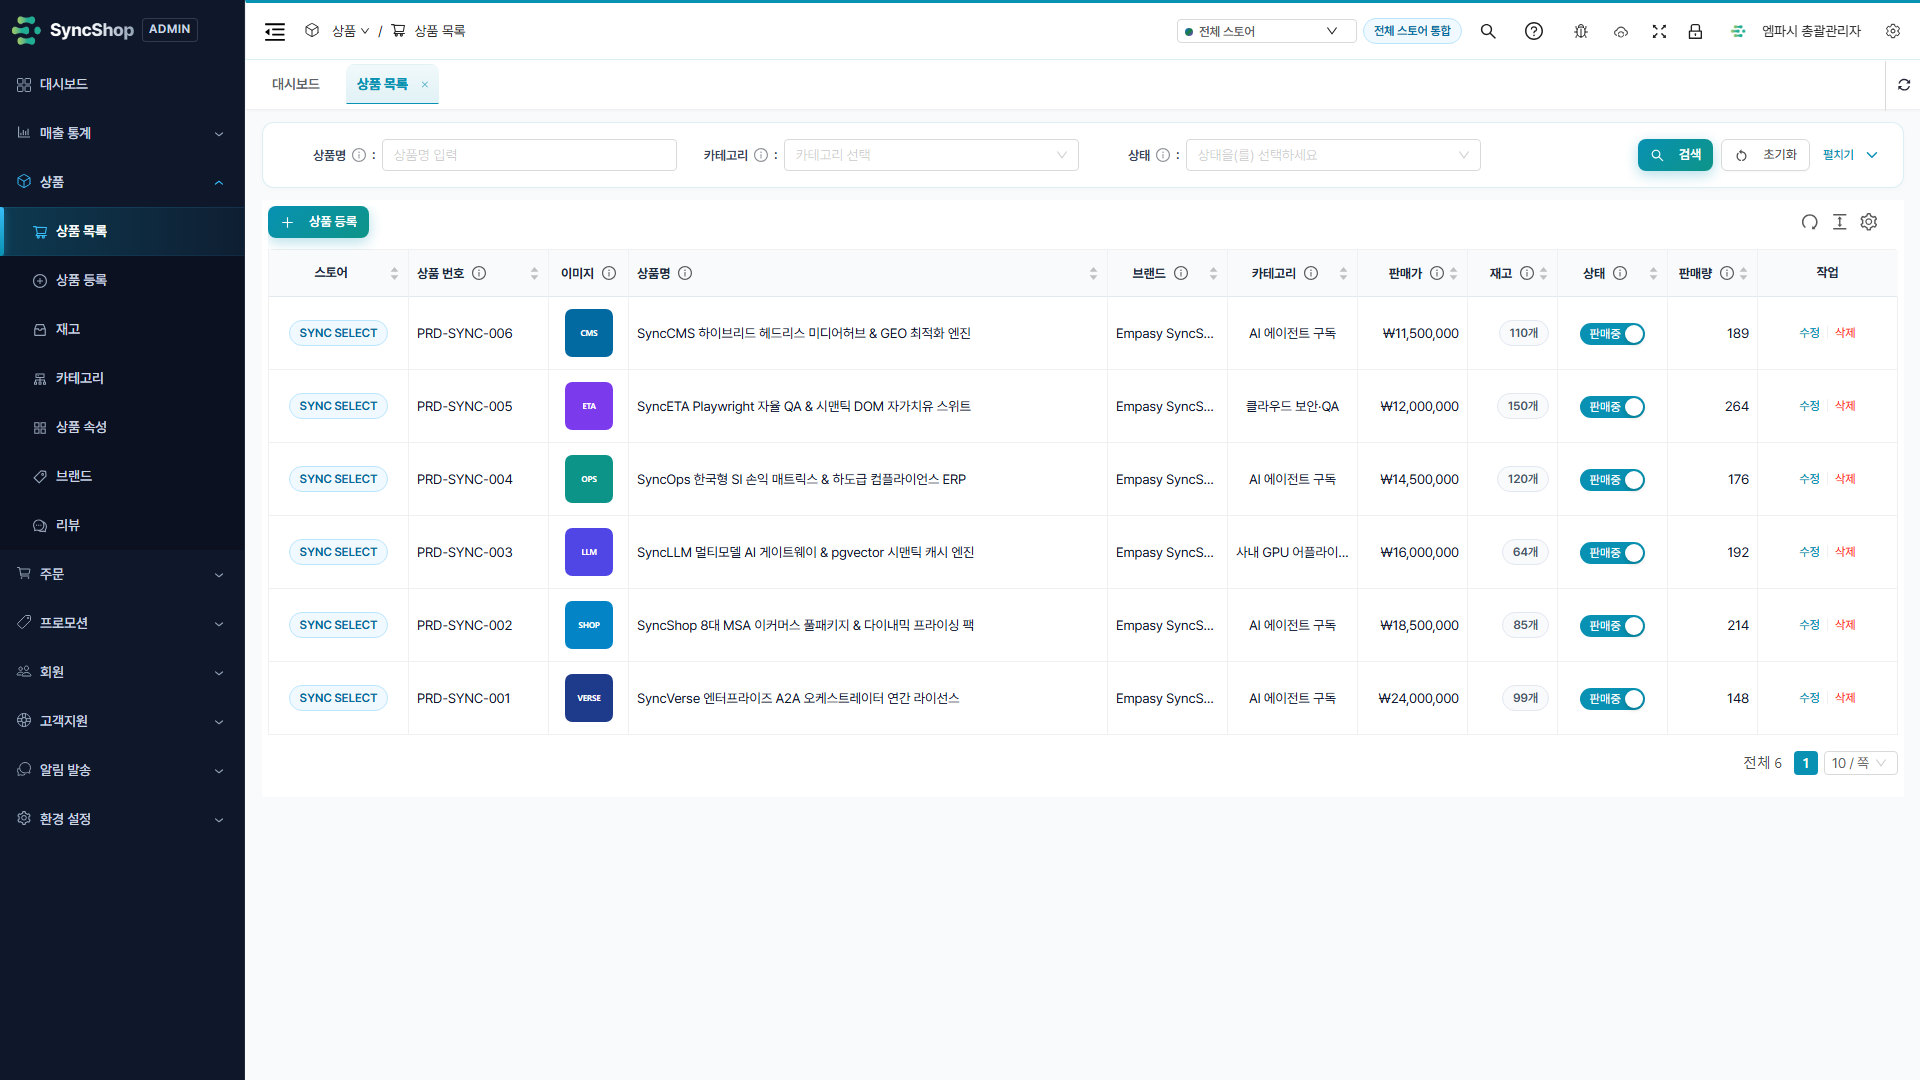 SyncShop ADMIN
상품 / 상품 목록
전체 스토어
전체 스토어 통합
엠파시 총괄관리자
대시보드
매출 통계
상품
상품 목록
상품 등록
재고
카테고리
상품 속성
브랜드
리뷰
주문
프로모션
회원
고객지원
알림 발송
환경 설정
대시보드
상품 목록 ×
상품명 : 상품명 입력
카테고리 : 카테고리 선택
상태 : 상태을(를) 선택하세요
검색
초기화
펼치기
상품 등록
스토어 상품 번호 이미지 상품명 브랜드 카테고리 판매가 재고 상태 판매량 작업
SYNC SELECT PRD-SYNC-006 CMS SyncCMS 하이브리드 헤드리스 미디어허브 & GEO 최적화 엔진 Empasy SyncS... AI 에이전트 구독 ₩11,500,000 110개 판매중 189 수정 삭제
SYNC SELECT PRD-SYNC-005 ETA SyncETA Playwright 자율 QA & 시맨틱 DOM 자가치유 스위트 Empasy SyncS... 클라우드 보안·QA ₩12,000,000 150개 판매중 264 수정 삭제
SYNC SELECT PRD-SYNC-004 OPS SyncOps 한국형 SI 손익 매트릭스 & 하도급 컴플라이언스 ERP Empasy SyncS... AI 에이전트 구독 ₩14,500,000 120개 판매중 176 수정 삭제
SYNC SELECT PRD-SYNC-003 LLM SyncLLM 멀티모델 AI 게이트웨이 & pgvector 시맨틱 캐시 엔진 Empasy SyncS... 사내 GPU 어플라이... ₩16,000,000 64개 판매중 192 수정 삭제
SYNC SELECT PRD-SYNC-002 SHOP SyncShop 8대 MSA 이커머스 풀패키지 & 다이내믹 프라이싱 팩 Empasy SyncS... AI 에이전트 구독 ₩18,500,000 85개 판매중 214 수정 삭제
SYNC SELECT PRD-SYNC-001 VERSE SyncVerse 엔터프라이즈 A2A 오케스트레이터 연간 라이선스 Empasy SyncS... AI 에이전트 구독 ₩24,000,000 99개 판매중 148 수정 삭제
전체 6 1 10 / 쪽